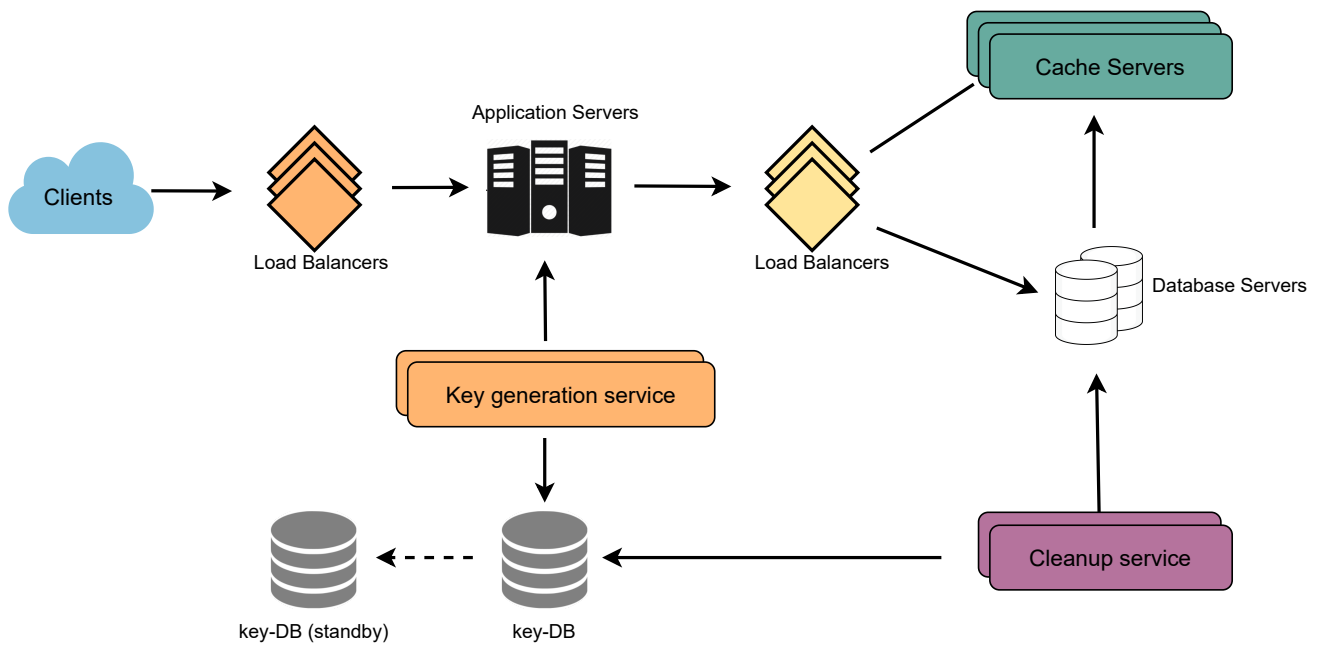 Cache Servers
Application Servers
Clients
Load Balancers
Load Balancers
Database Servers
Key generation service
Cleanup service
key-DB (standby)
key-DB